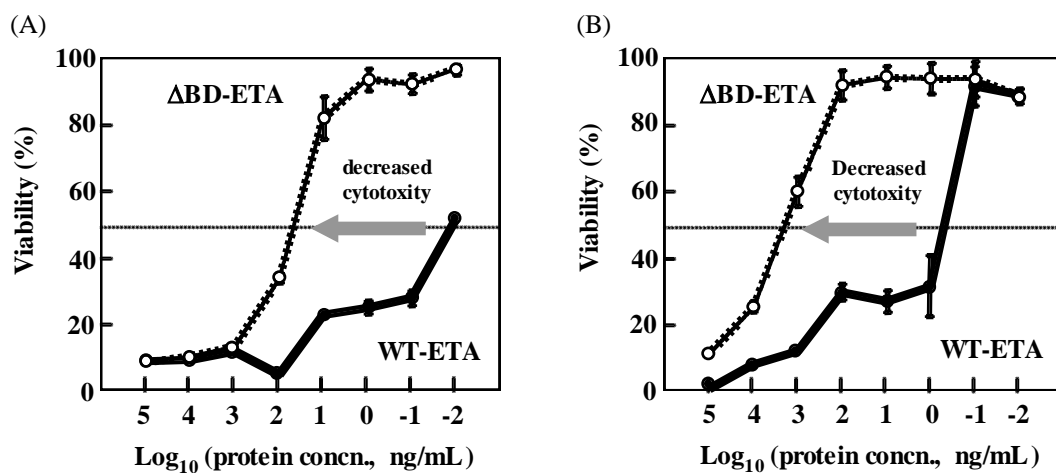 (A)
100
80
60
40
20
0
Viability (%)
ΔBD-ETA
decreased
cytotoxity
WT-ETA
5 4 3 2 1 0 -1 -2
Log10 (protein concn., ng/mL)
(B)
100
80
60
40
20
0
Viability (%)
ΔBD-ETA
Decreased
cytotoxity
WT-ETA
5 4 3 2 1 0 -1 -2
Log10 (protein concn., ng/mL)